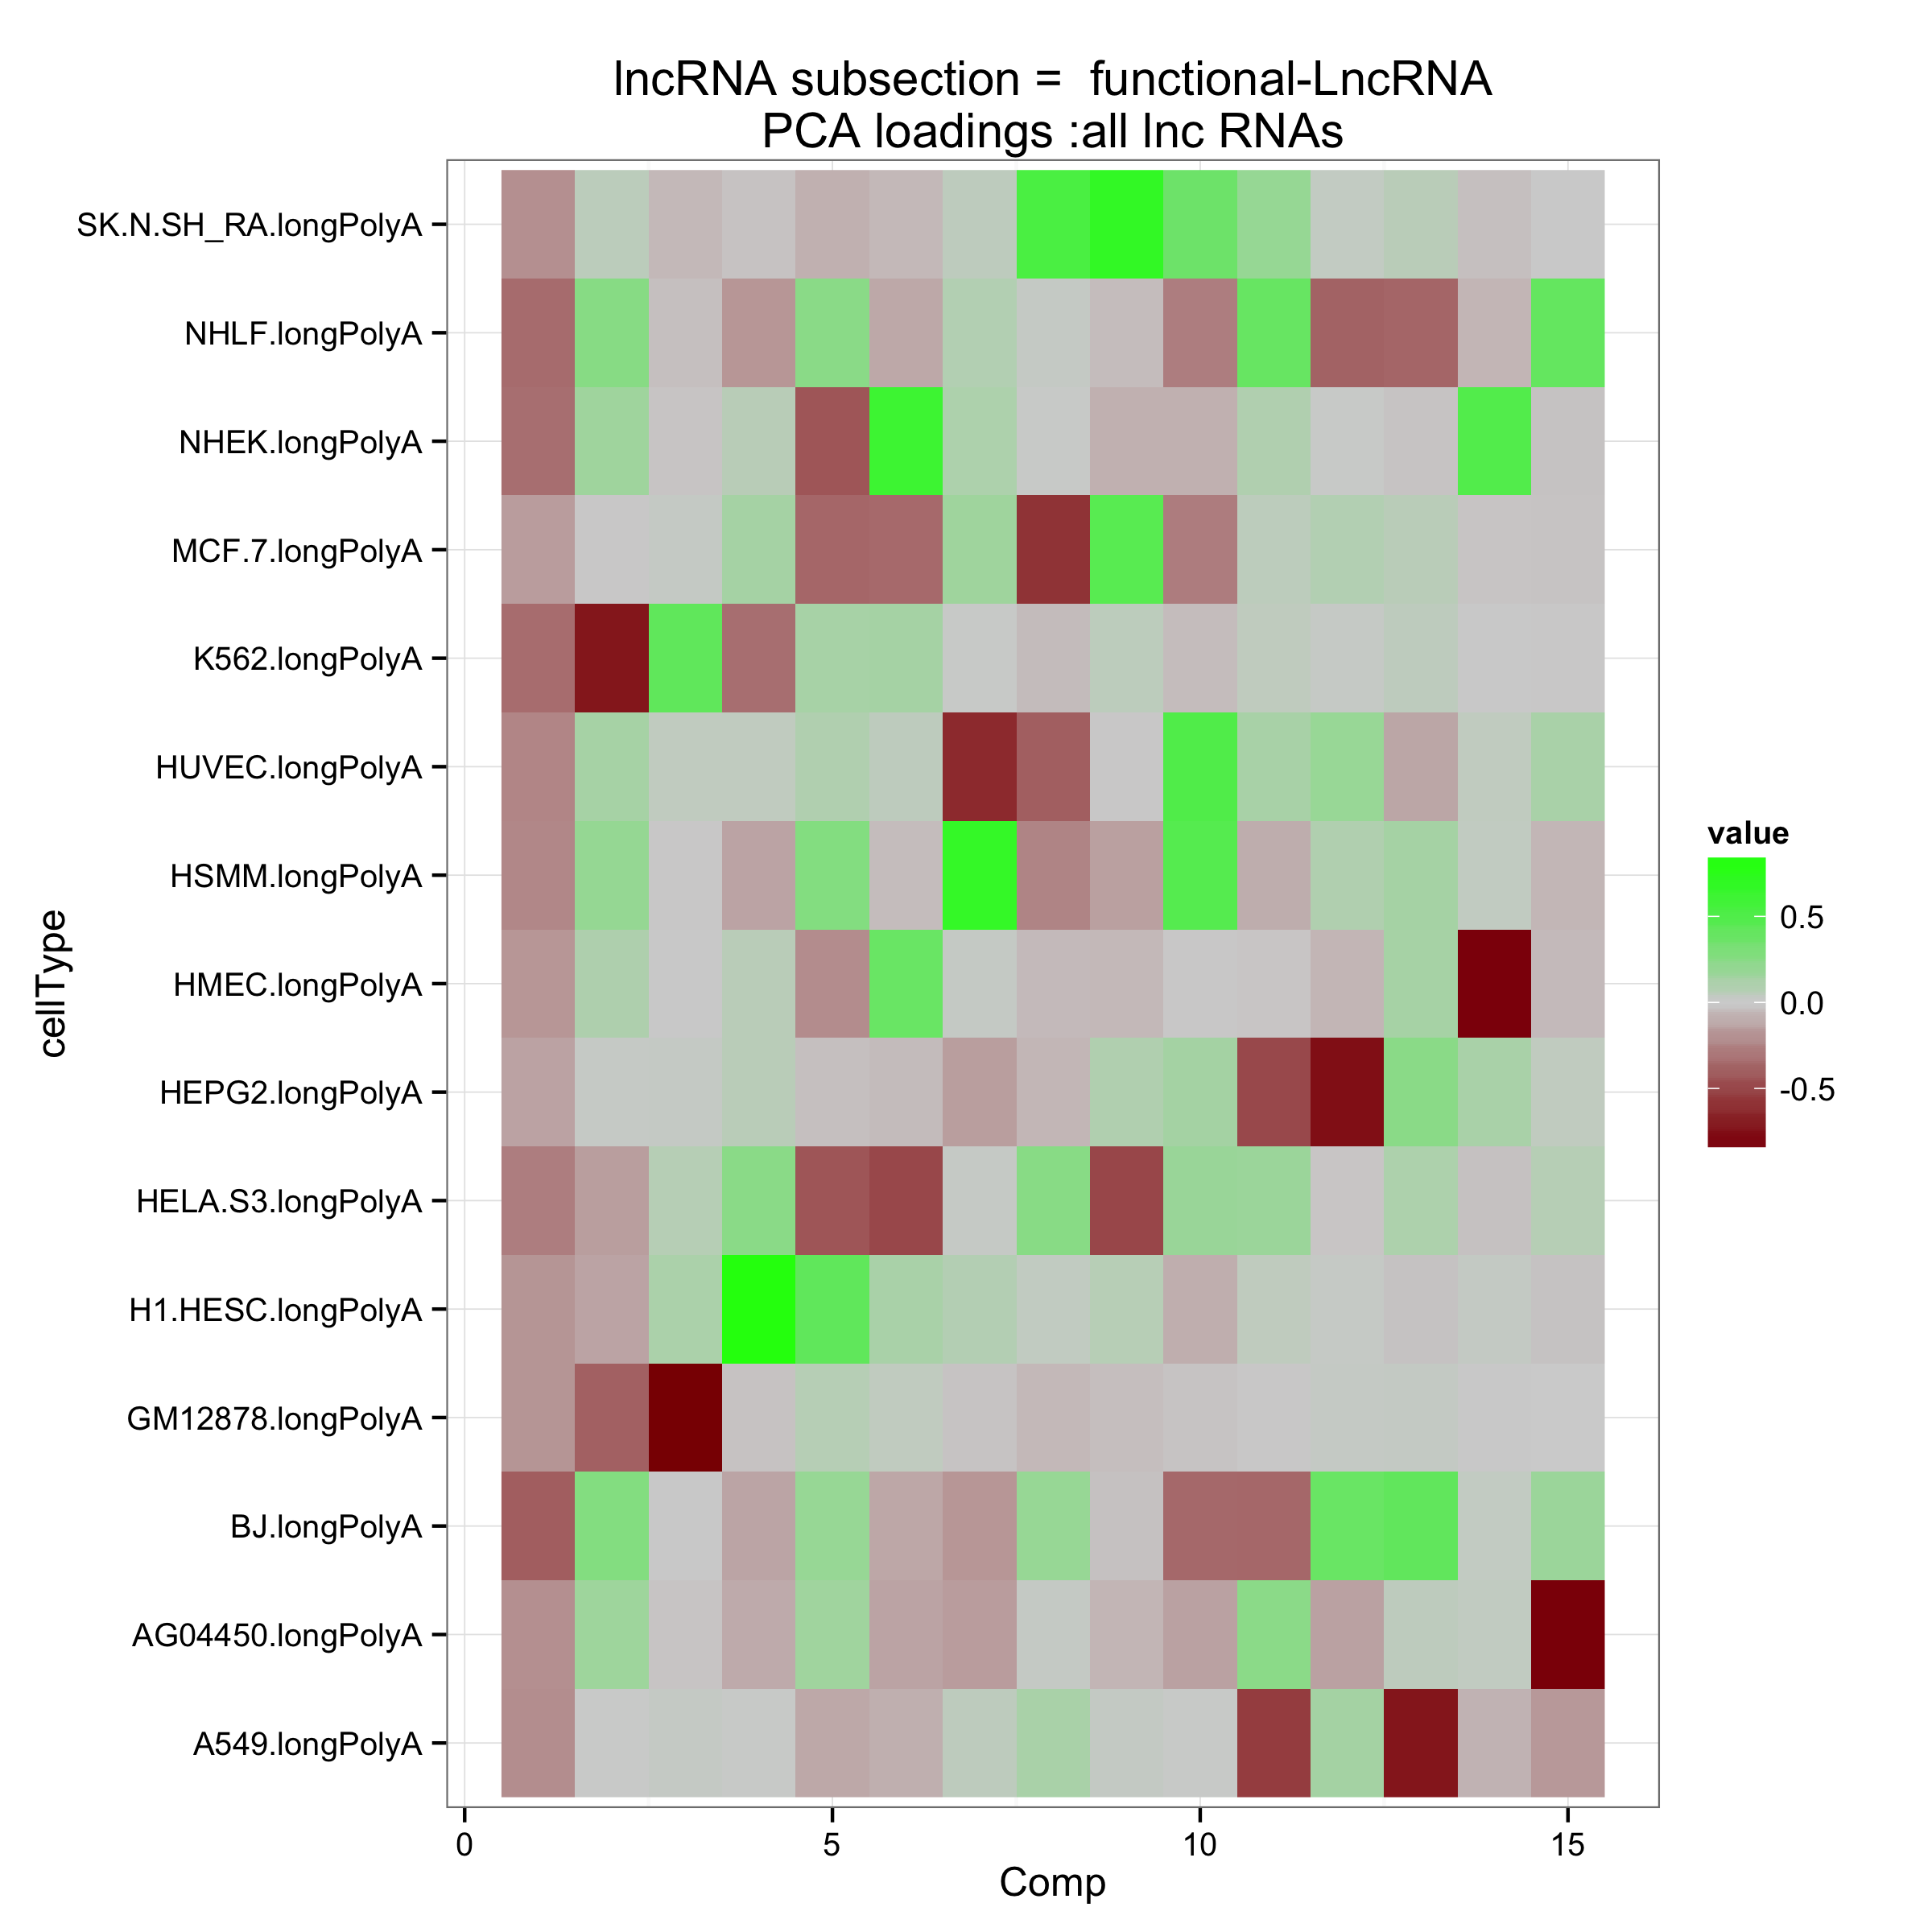 lncRNA subsection =  functional-LncRNA
PCA loadings :all lnc RNAs
SK.N.SH_RA.longPolyA
NHLF.longPolyA
NHEK.longPolyA
MCF.7.longPolyA
K562.longPolyA
HUVEC.longPolyA
HSMM.longPolyA
HMEC.longPolyA
HEPG2.longPolyA
HELA.S3.longPolyA
H1.HESC.longPolyA
GM12878.longPolyA
BJ.longPolyA
AG04450.longPolyA
A549.longPolyA
cellType
0 5 10 15
Comp
value
0.5
0.0
-0.5